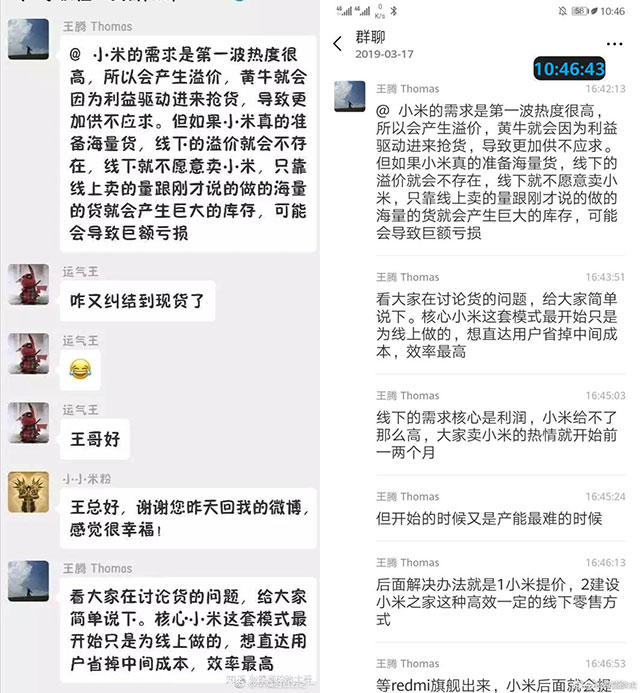 王腾 Thomas
@ 小米的需求是第一波热度很
高，所以会产生溢价，黄牛就会
因为利益驱动进来抢货，导致更
加供不应求。但如果小米真的准
备海量货，线下的溢价就会不存
在，线下就不愿意卖小米，只靠
线上卖的量跟刚才说的做的海量
的货就会产生巨大的库存，可能
会导致巨额亏损
运气王
咋又纠结到现货了
运气王
😂
运气王
王哥好
小小米粉
王总好，谢谢您昨天回我的微博，
感觉很幸福！
王腾 Thomas
看大家在讨论货的问题，给大家
简单说下。核心小米这套模式最
开始只是为线上做的，想直达用
户省掉中间成本，效率最高
10:46
58
0
K/s
群聊
2019-03-17
10:46:43
王腾 Thomas
16:42:13
@ 小米的需求是第一波热度很高，
所以会产生溢价，黄牛就会因为利益
驱动进来抢货，导致更加供不应求。
但如果小米真的准备海量货，线下的
溢价就会不存在，线下就不愿意卖小
米，只靠线上卖的量跟刚才说的做的
海量的货就会产生巨大的库存，可能
会导致巨额亏损
王腾 Thomas
16:43:51
看大家在讨论货的问题，给大家简单
说下。核心小米这套模式最开始只是
为线上做的，想直达用户省掉中间成
本，效率最高
王腾 Thomas
16:45:03
线下的需求核心是利润，小米给不了
那么高，大家卖小米的热情就开始前
一两个月
王腾 Thomas
16:45:24
但开始的时候又是产能最难的时候
王腾 Thomas
16:46:13
后面解决办法就是1小米提价，2建设
小米之家这种高效一定的线下零售方
式
王腾 Thomas
16:46:53
等redmi旗舰出来，小米后面就会提